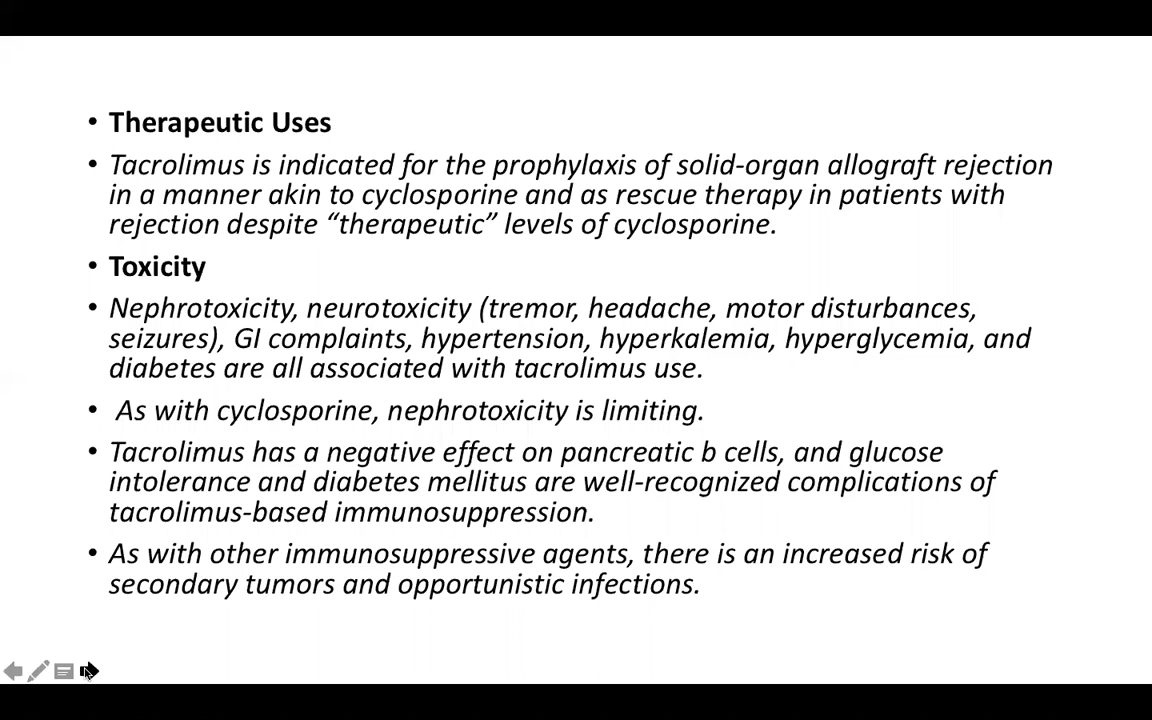 • Therapeutic Uses
• Tacrolimus is indicated for the prophylaxis of solid-organ allograft rejection
in a manner akin to cyclosporine and as rescue therapy in patients with
rejection despite “therapeutic” levels of cyclosporine.
• Toxicity
• Nephrotoxicity, neurotoxicity (tremor, headache, motor disturbances,
seizures), GI complaints, hypertension, hyperkalemia, hyperglycemia, and
diabetes are all associated with tacrolimus use.
• As with cyclosporine, nephrotoxicity is limiting.
• Tacrolimus has a negative effect on pancreatic b cells, and glucose
intolerance and diabetes mellitus are well-recognized complications of
tacrolimus-based immunosuppression.
• As with other immunosuppressive agents, there is an increased risk of
secondary tumors and opportunistic infections.